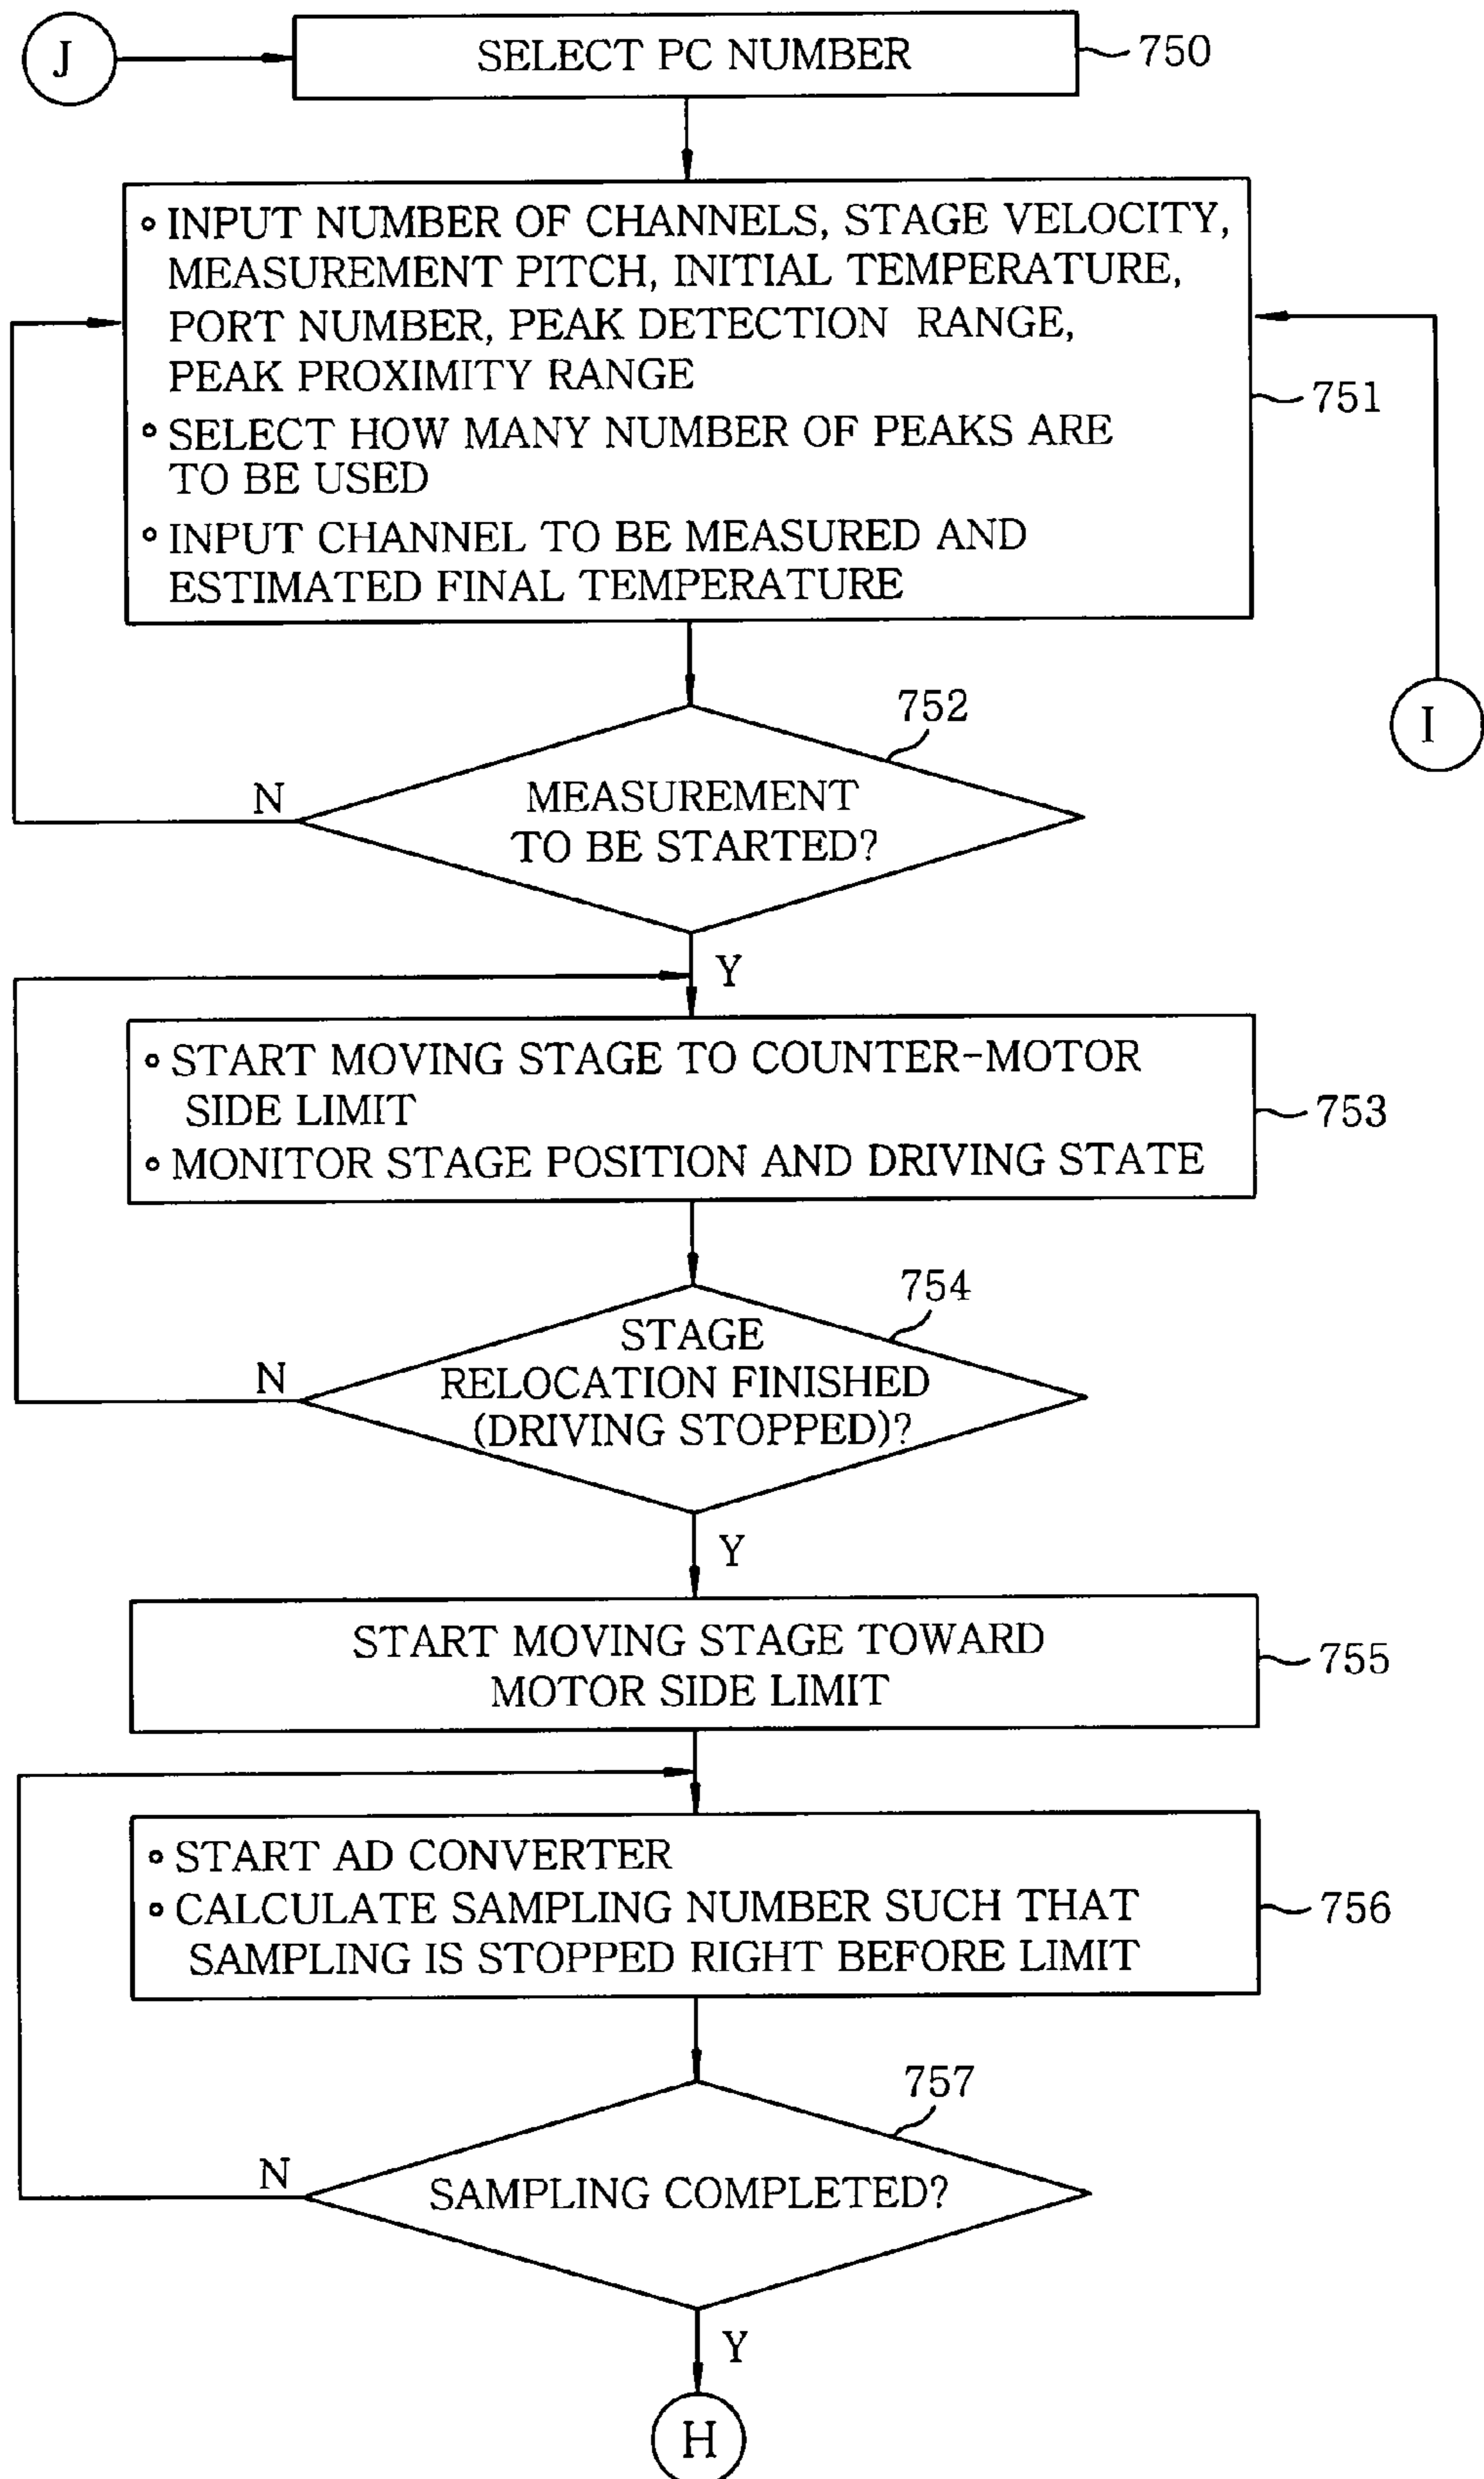 J
SELECT PC NUMBER
750
∘ INPUT NUMBER OF CHANNELS, STAGE VELOCITY,
MEASUREMENT PITCH, INITIAL TEMPERATURE,
PORT NUMBER, PEAK DETECTION RANGE,
PEAK PROXIMITY RANGE
751
∘ SELECT HOW MANY NUMBER OF PEAKS ARE
TO BE USED
∘ INPUT CHANNEL TO BE MEASURED AND
ESTIMATED FINAL TEMPERATURE
I
752
MEASUREMENT
TO BE STARTED?
N
Y
∘ START MOVING STAGE TO COUNTER-MOTOR
SIDE LIMIT
∘ MONITOR STAGE POSITION AND DRIVING STATE
753
754
STAGE
RELOCATION FINISHED
(DRIVING STOPPED)?
N
Y
START MOVING STAGE TOWARD
MOTOR SIDE LIMIT
755
∘ START AD CONVERTER
∘ CALCULATE SAMPLING NUMBER SUCH THAT
SAMPLING IS STOPPED RIGHT BEFORE LIMIT
756
757
SAMPLING COMPLETED?
N
Y
H